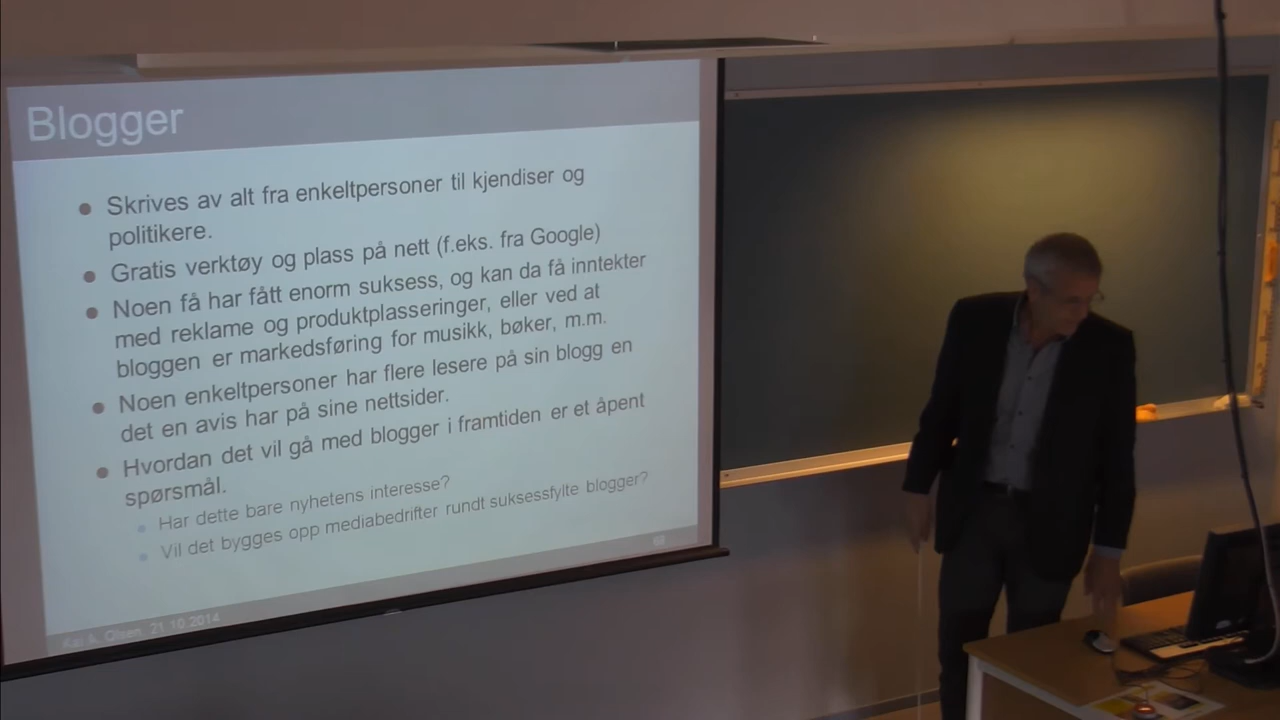 Blogger
Skrives av alt fra enkeltpersoner til kjendiser og
politikere.
Gratis verktøy og plass på nett (f.eks. fra Google)
Noen få har fått enorm suksess, og kan da få inntekter
med reklame og produktplasseringer, eller ved at
bloggen er markedsføring for musikk, bøker, m.m.
Noen enkeltpersoner har flere lesere på sin blogg en
det en avis har på sine nettsider.
Hvordan det vil gå med blogger i framtiden er et åpent
spørsmål.
Har dette bare nyhetens interesse?
Vil det bygges opp mediabedrifter rundt suksessfylte blogger?
Kai A. Olsen, 21.10.2014